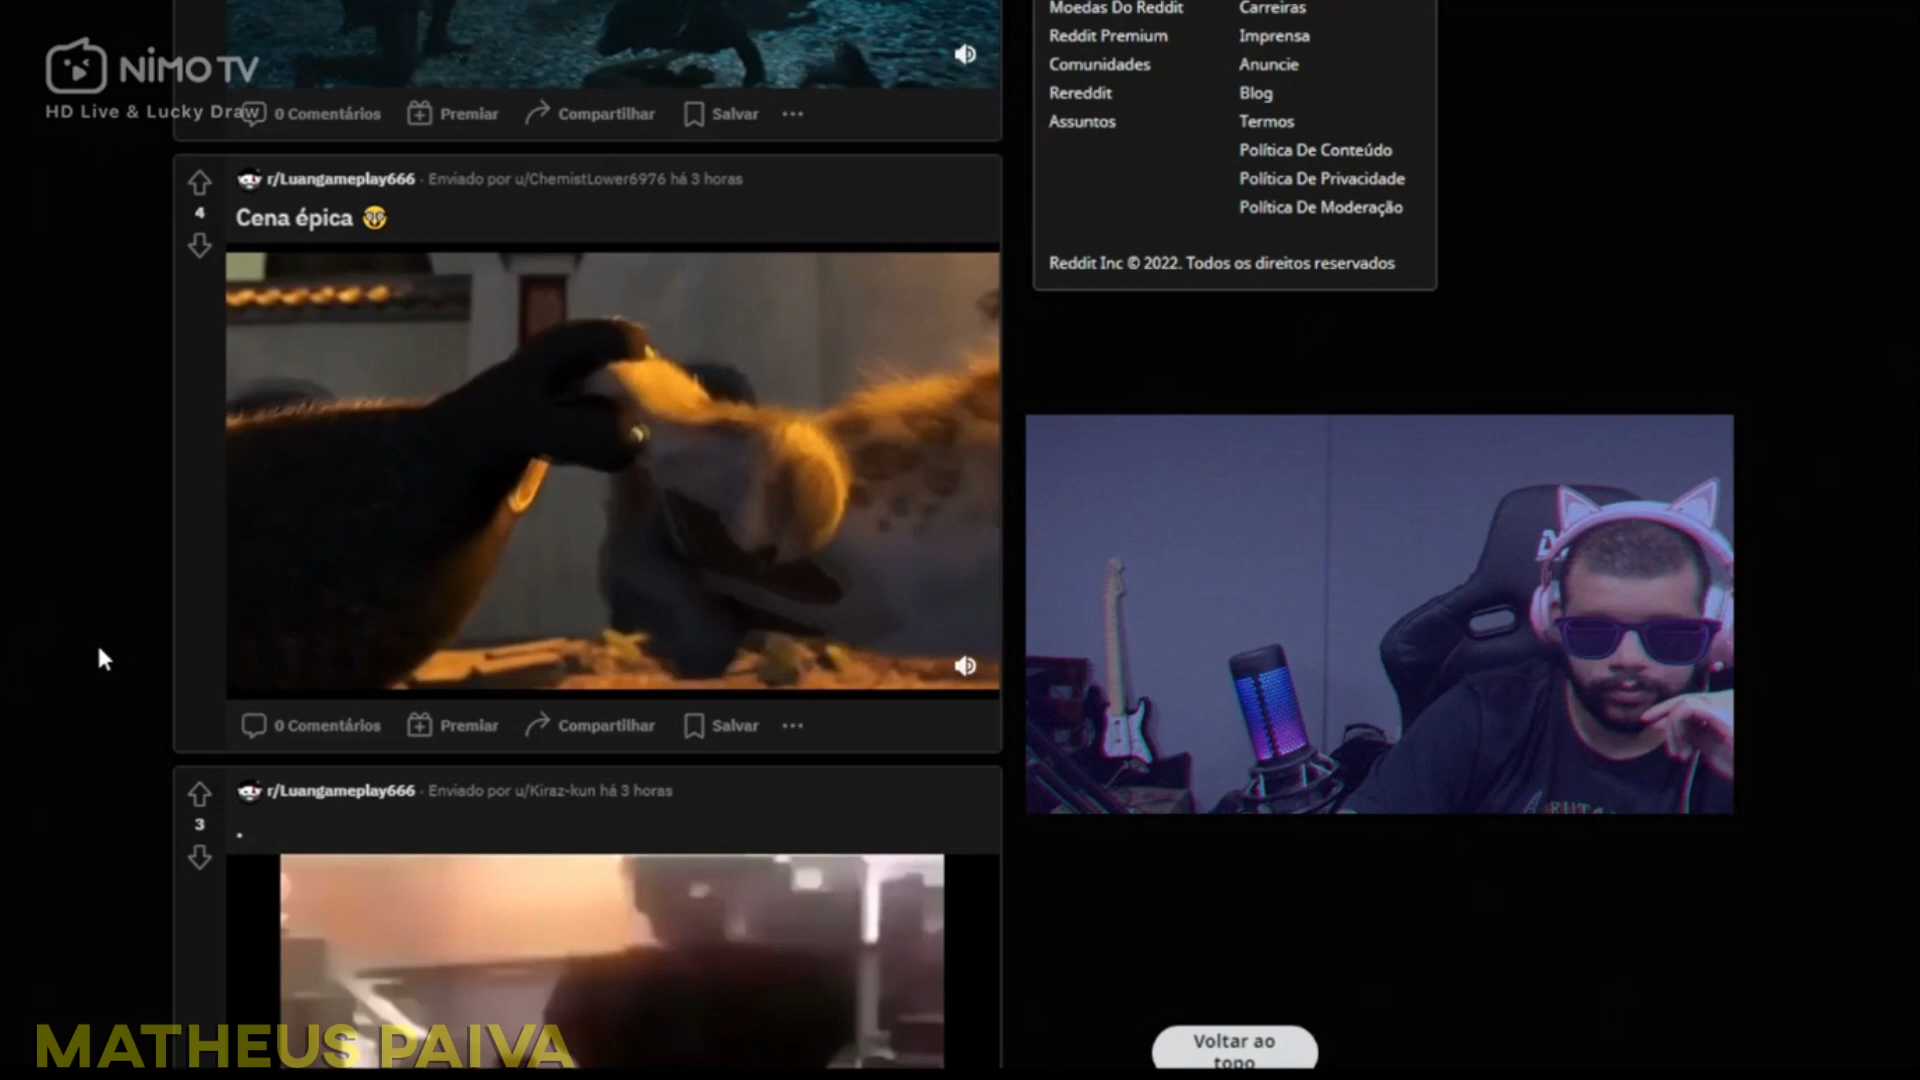 NiMO TV
HD Live & Lucky Draw
0 Comentários
Premiar
Compartilhar
Salvar
r/Luangameplay666 · Enviado por u/ChemistLower6976 há 3 horas
4
Cena épica
0 Comentários
Premiar
Compartilhar
Salvar
r/Luangameplay666 · Enviado por u/Kiraz-kun há 3 horas
3
.
Moedas Do Reddit
Reddit Premium
Comunidades
Rereddit
Assuntos
Carreiras
Imprensa
Anuncie
Blog
Termos
Política De Conteúdo
Política De Privacidade
Política De Moderação
Reddit Inc © 2022. Todos os direitos reservados
Voltar ao
topo
MATHEUS PAIVA